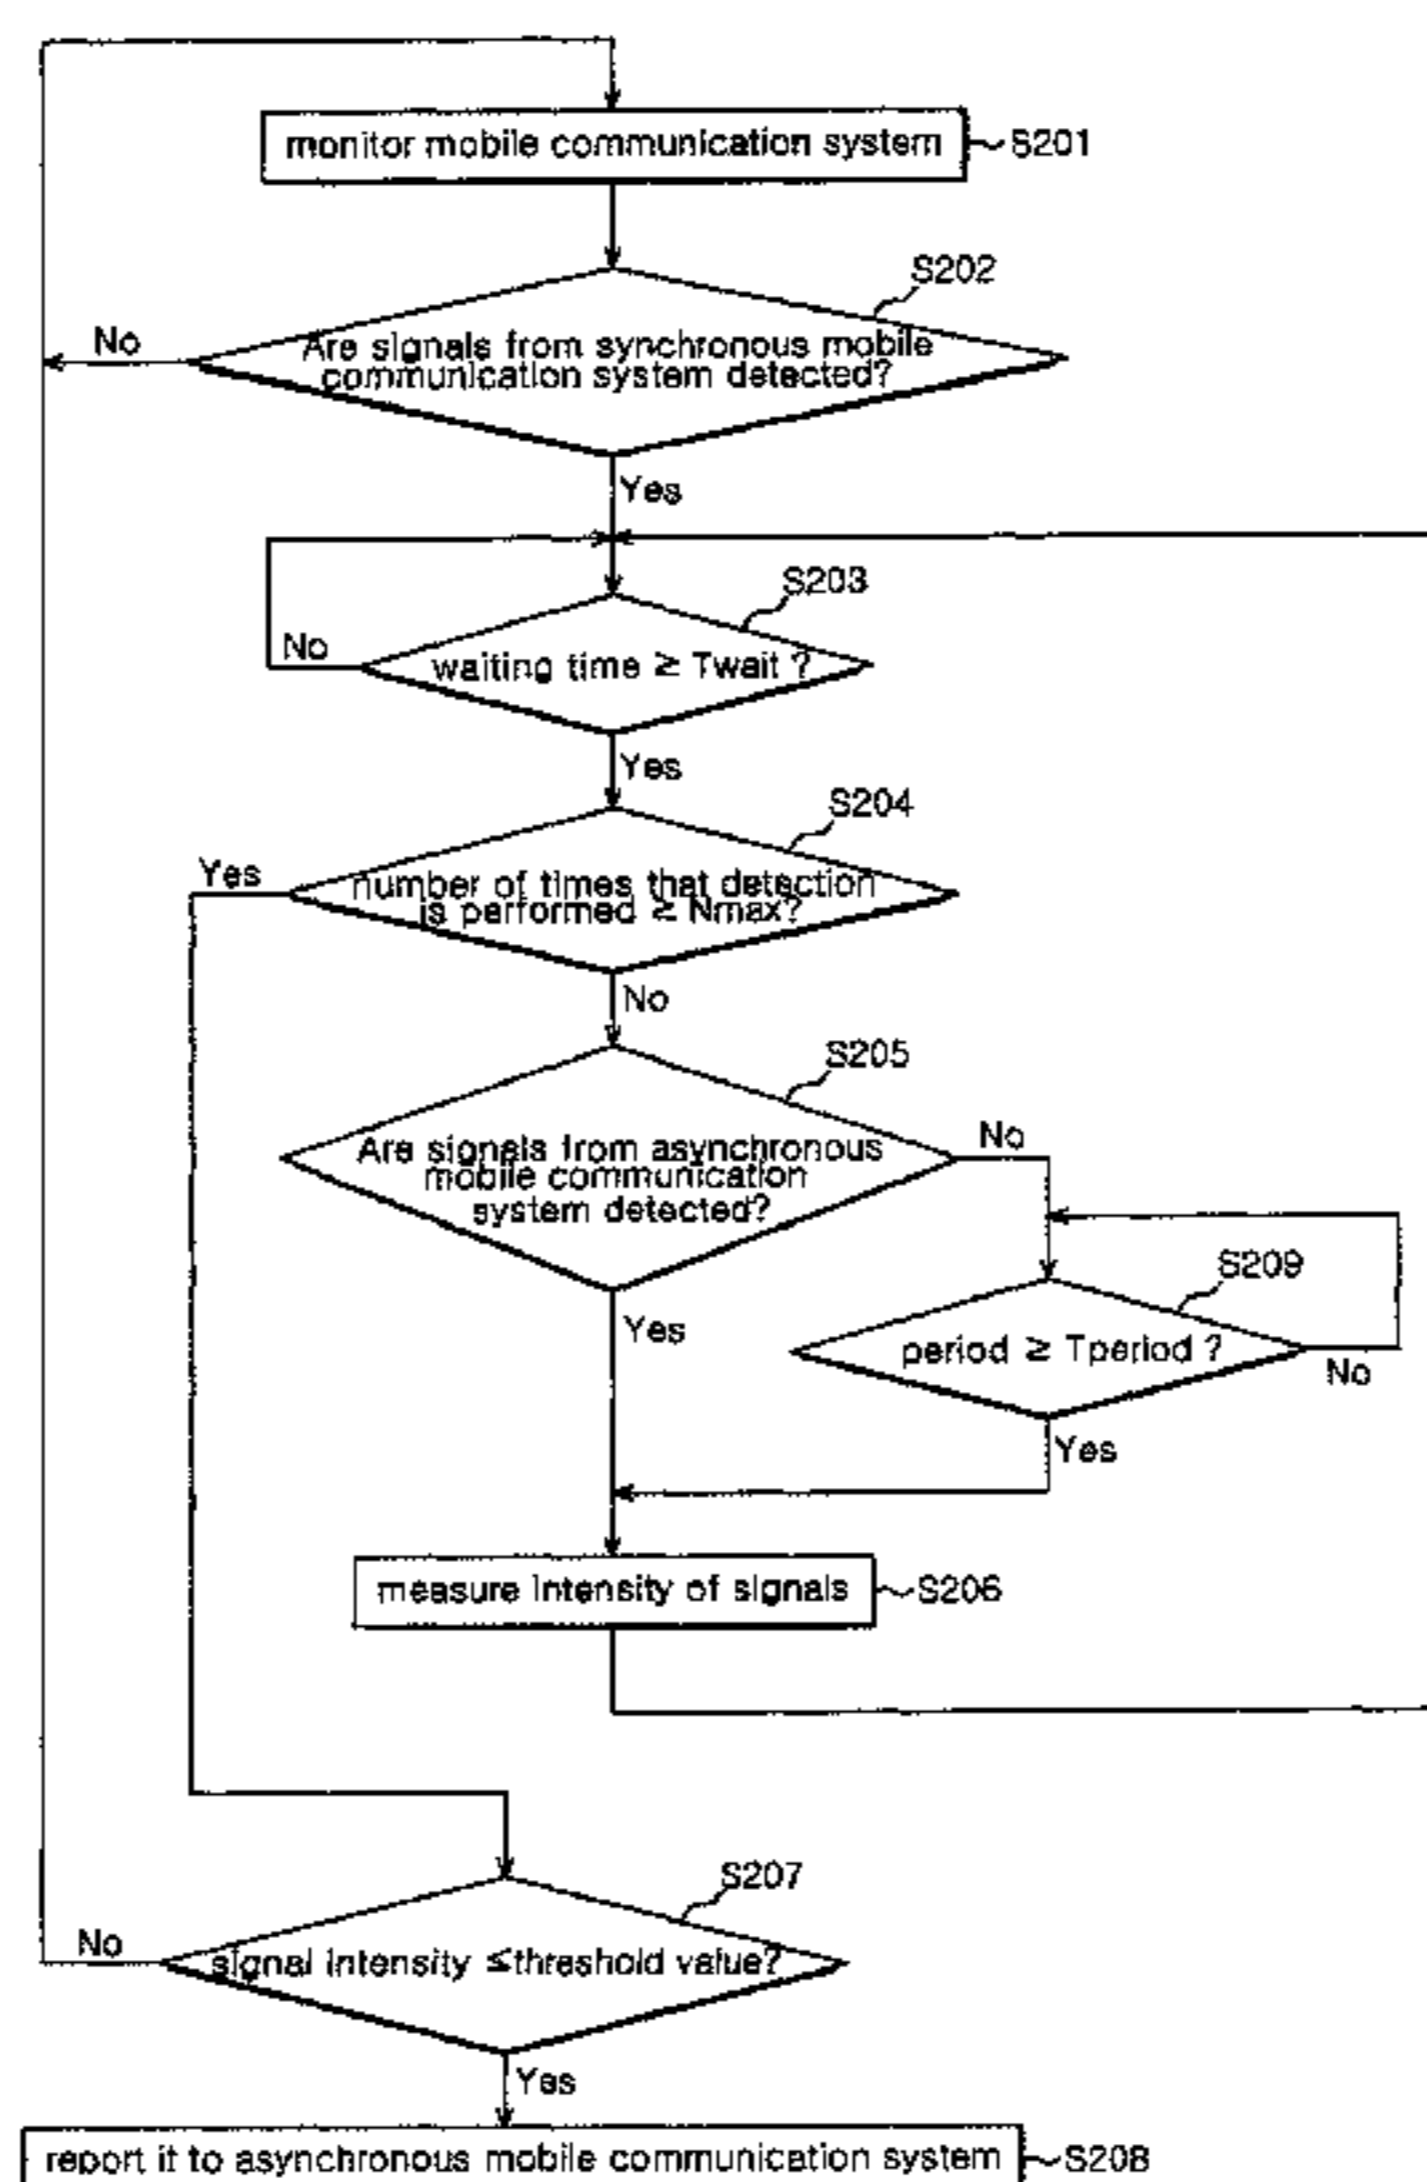 monitor mobile communication system
S201
S202
No
Are signals from synchronous mobile
communication system detected?
Yes
S203
No
waiting time ≥ Twait ?
Yes
S204
Yes
number of times that detection
is performed ≥ Nmax?
No
S205
Are signals from asynchronous
mobile communication
system detected?
No
S209
Yes
period ≥ Tperiod ?
No
Yes
measure intensity of signals
S206
S207
No
signal intensity ≤threshold value?
Yes
report it to asynchronous mobile communication system
S208